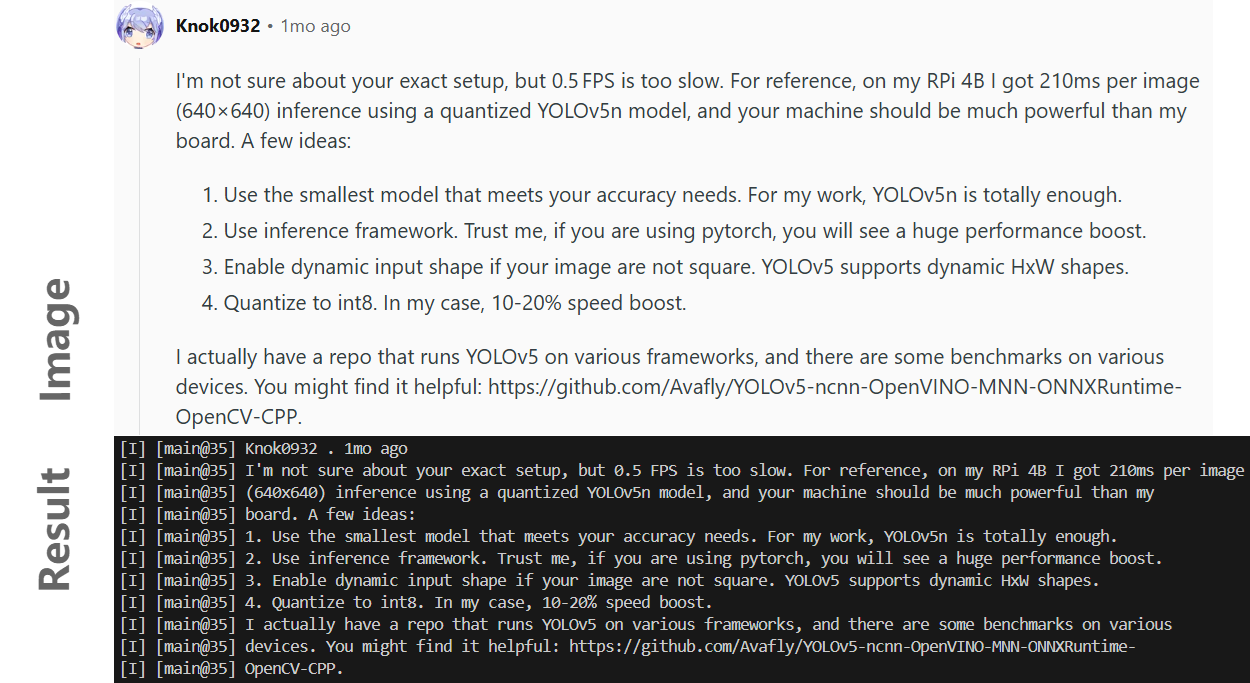 Knok0932 • 1mo ago
I'm not sure about your exact setup, but 0.5 FPS is too slow. For reference, on my RPi 4B I got 210ms per image
(640×640) inference using a quantized YOLOv5n model, and your machine should be much powerful than my
board. A few ideas:
1. Use the smallest model that meets your accuracy needs. For my work, YOLOv5n is totally enough.
2. Use inference framework. Trust me, if you are using pytorch, you will see a huge performance boost.
3. Enable dynamic input shape if your image are not square. YOLOv5 supports dynamic HxW shapes.
4. Quantize to int8. In my case, 10-20% speed boost.
I actually have a repo that runs YOLOv5 on various frameworks, and there are some benchmarks on various
devices. You might find it helpful: https://github.com/Avafly/YOLOv5-ncnn-OpenVINO-MNN-ONNXRuntime-
OpenCV-CPP.
Image
[I] [main@35] Knok0932 . 1mo ago
[I] [main@35] I'm not sure about your exact setup, but 0.5 FPS is too slow. For reference, on my RPi 4B I got 210ms per image
[I] [main@35] (640x640) inference using a quantized YOLOv5n model, and your machine should be much powerful than my
[I] [main@35] board. A few ideas:
[I] [main@35] 1. Use the smallest model that meets your accuracy needs. For my work, YOLOv5n is totally enough.
[I] [main@35] 2. Use inference framework. Trust me, if you are using pytorch, you will see a huge performance boost.
[I] [main@35] 3. Enable dynamic input shape if your image are not square. YOLOv5 supports dynamic HxW shapes.
[I] [main@35] 4. Quantize to int8. In my case, 10-20% speed boost.
[I] [main@35] I actually have a repo that runs YOLOv5 on various frameworks, and there are some benchmarks on various
[I] [main@35] devices. You might find it helpful: https://github.com/Avafly/YOLOv5-ncnn-OpenVINO-MNN-ONNXRuntime-
[I] [main@35] OpenCV-CPP.
Result